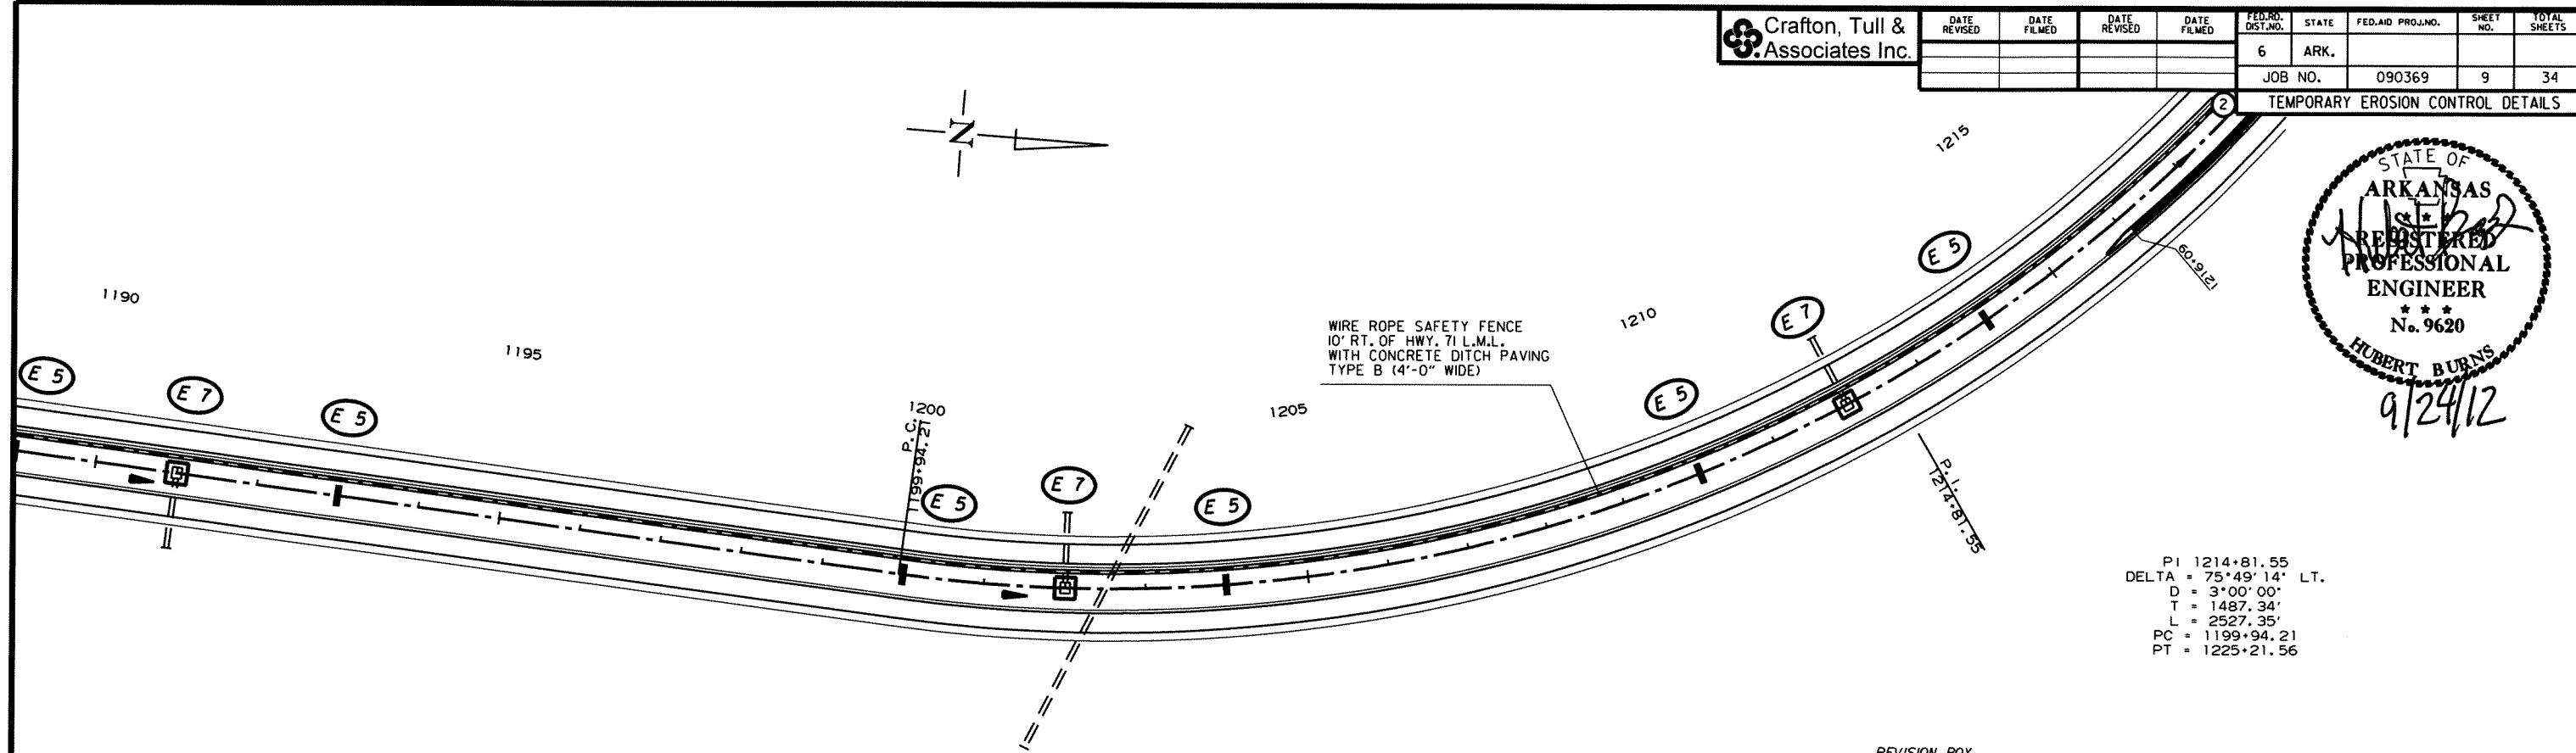 Crafton, Tull &
Associates Inc.
DATE REVISED
DATE FILMED
DATE REVISED
DATE FILMED
FED.RD. DIST.NO.
STATE
FED.AID PROJ.NO.
SHEET NO.
TOTAL SHEETS
6
ARK.
JOB NO.
090369
9
34
2
TEMPORARY EROSION CONTROL DETAILS
N
STATE OF
ARKANSAS
* * *
REGISTERED
PROFESSIONAL
ENGINEER
* * *
No. 9620
HUBERT BURNS
9/24/12
1215
1216+09
1190
1195
1200
1205
1210
E 5
E 7
E 5
P.C.
1199+94.21
E 5
E 7
E 5
E 5
E 7
E 5
WIRE ROPE SAFETY FENCE
10' RT. OF HWY. 71 L.M.L.
WITH CONCRETE DITCH PAVING
TYPE B (4'-0" WIDE)
P.I.
1214+81.55
PI 1214+81.55
DELTA = 75°49'14" LT.
D = 3°00'00"
T = 1487.34'
L = 2527.35'
PC = 1199+94.21
PT = 1225+21.56
REVISION BOX